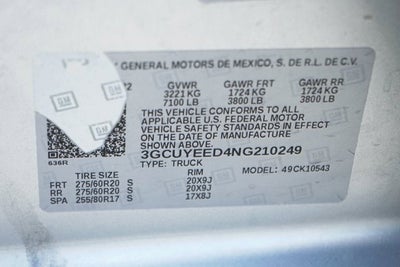 GENERAL MOTORS DE MEXICO, S. DE R.L. DE C.V.
GVWR GAWR FRT GAWR RR
3221 KG 1724 KG 1724 KG
7100 LB 3800 LB 3800 LB
THIS VEHICLE CONFORMS TO ALL
APPLICABLE U.S. FEDERAL MOTOR
VEHICLE SAFETY STANDARDS IN EFFECT
ON THE DATE OF MANUFACTURE
SHOWN ABOVE.
3GCUYEED4NG210249
TYPE: TRUCK MODEL: 49CK10543
636R
TIRE SIZE RIM
FRT 275/60R20 S 20X9J
RR 275/60R20 S 20X9J
SPA 255/80R17 S 17X8J
GM
GM